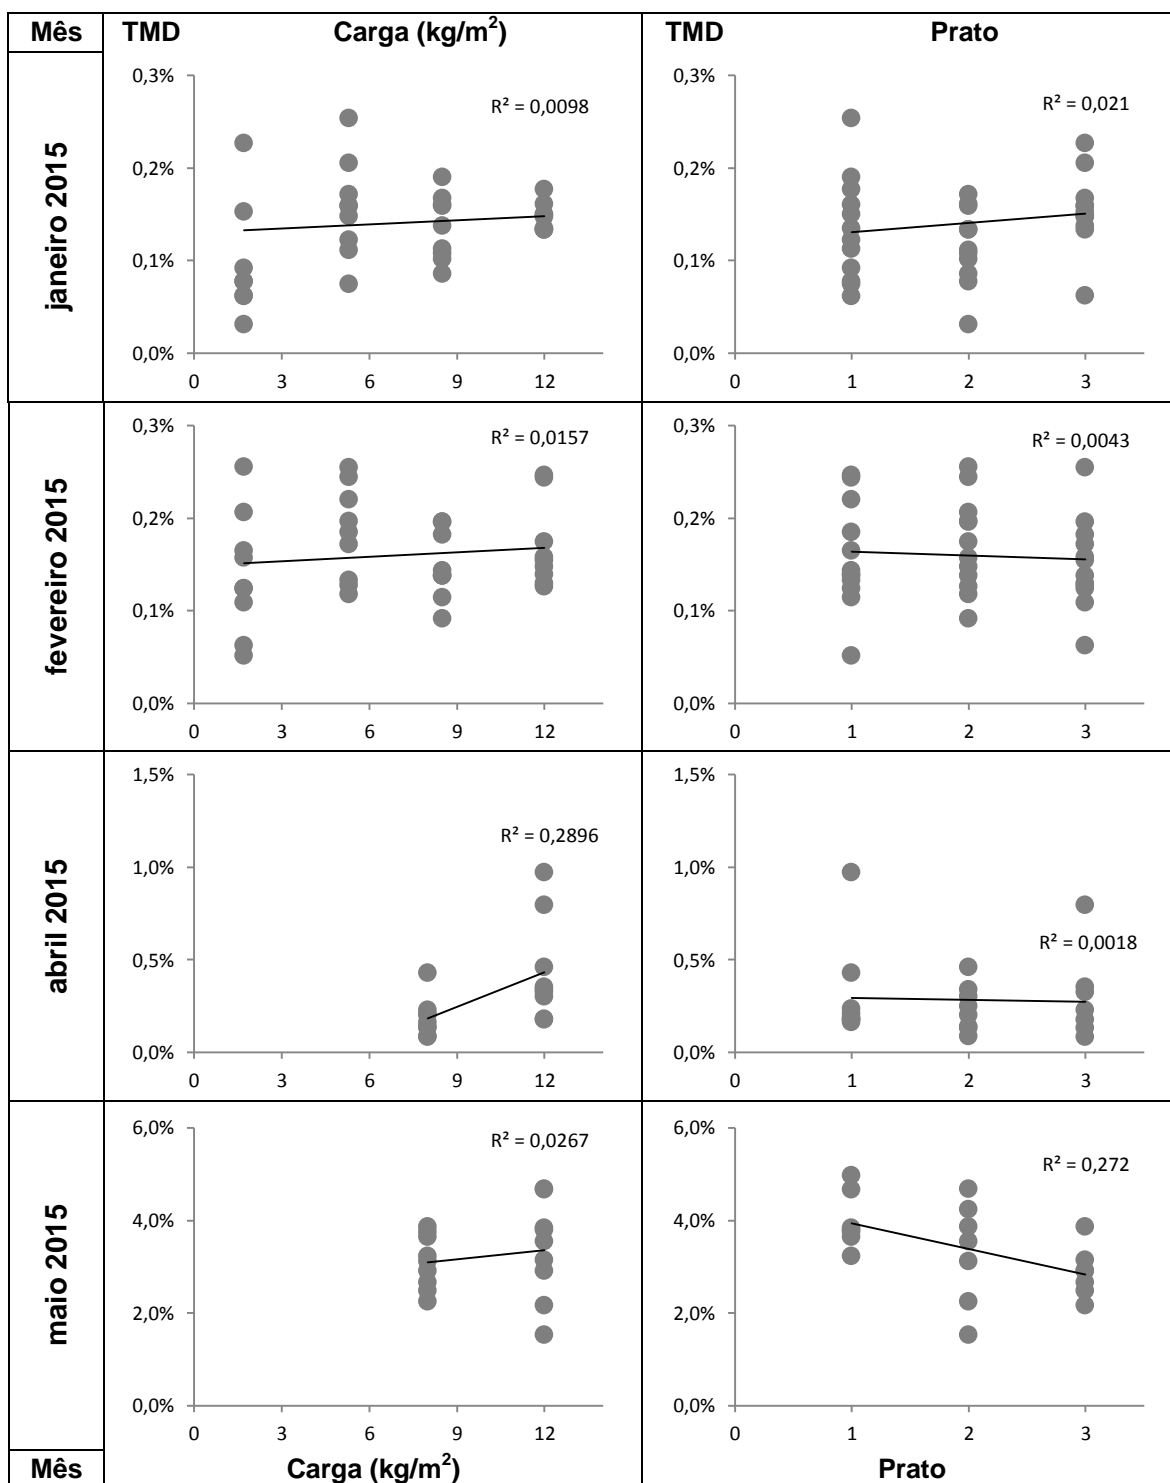 Mês TMD Carga (kg/m²) TMD Prato
janeiro 2015
0,3%
R² = 0,0098
0,2%
0,1%
0,0%
0 3 6 9 12
0,3%
R² = 0,021
0,2%
0,1%
0,0%
0 1 2 3
fevereiro 2015
0,3%
R² = 0,0157
0,2%
0,1%
0,0%
0 3 6 9 12
0,3%
R² = 0,0043
0,2%
0,1%
0,0%
0 1 2 3
abril 2015
1,5%
R² = 0,2896
1,0%
0,5%
0,0%
0 3 6 9 12
1,5%
1,0%
R² = 0,0018
0,5%
0,0%
0 1 2 3
maio 2015
6,0%
R² = 0,0267
4,0%
2,0%
0,0%
0 3 6 9 12
6,0%
R² = 0,272
4,0%
2,0%
0,0%
0 1 2 3
Mês Carga (kg/m²) Prato